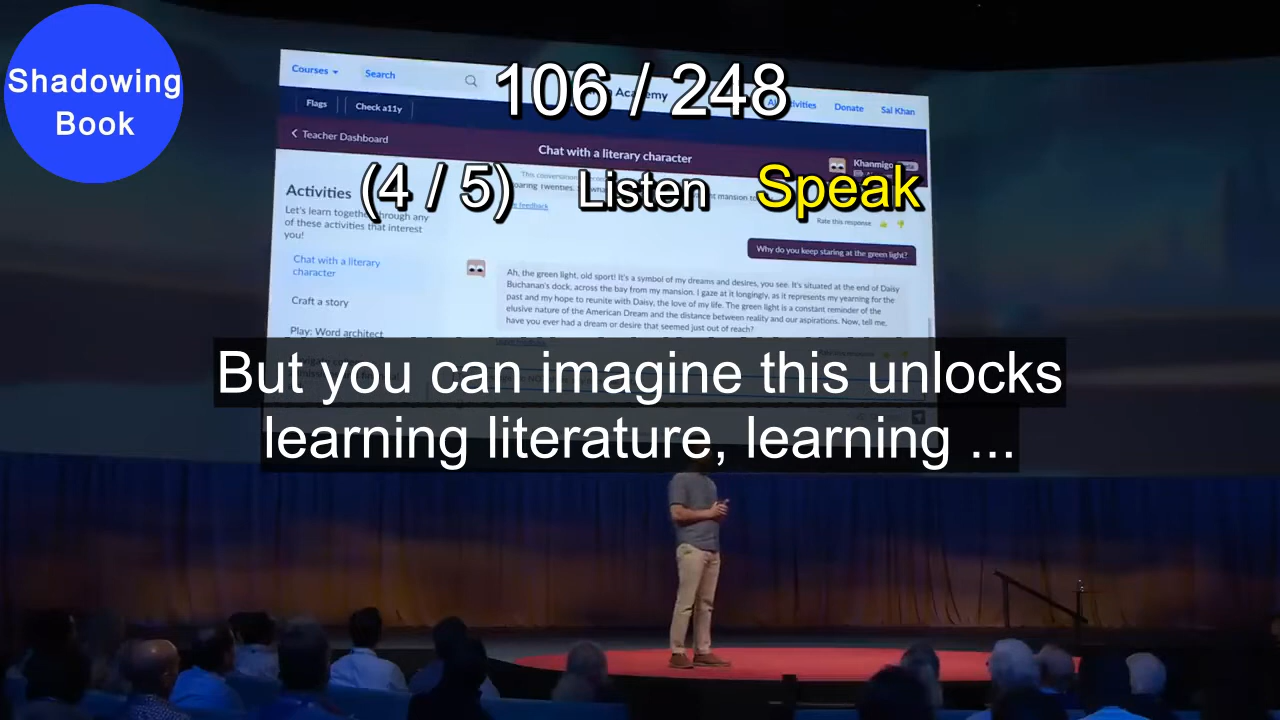 Shadowing
Book
106 / 248
(4 / 5) Listen Speak
Courses
Search
Donate
Sal Khan
Flags
Check a11y
Teacher Dashboard
Chat with a literary character
Khanmigo
Activities
Let's learn together through any
of these activities that interest
you!
Chat with a literary
character
Craft a story
Play: Word architect
feedback
mansion
Rate this response
Why do you keep staring at the green light?
Ah, the green light, old sport! It's a symbol of my dreams and desires, you see. It's situated at the end of Daisy
Buchanan's dock, across the bay from my mansion. I gaze at it longingly, as it represents my yearning for the
past and my hope to reunite with Daisy, the love of my life. The green light is a constant reminder of the
elusive nature of the American Dream and the distance between reality and our aspirations. Now, tell me,
have you ever had a dream or desire that seemed just out of reach?
But you can imagine this unlocks
learning literature, learning ...